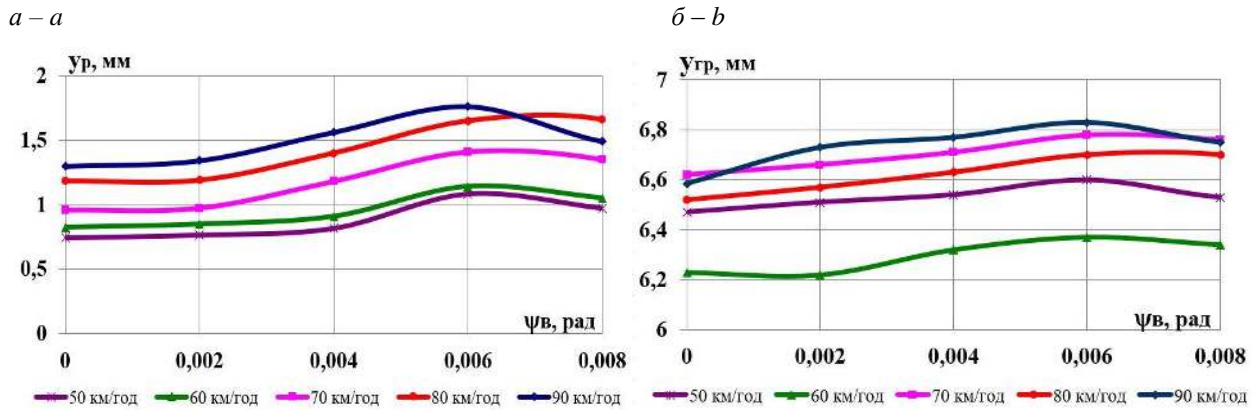 а – a
б – b
yр, мм
2
1,5
1
0,5
0
ψв, рад
0 0,002 0,004 0,006 0,008
50 км/год 60 км/год 70 км/год 80 км/год 90 км/год
yгр, мм
7
6,8
6,6
6,4
6,2
6
ψв, рад
0 0,002 0,004 0,006 0,008
50 км/год 60 км/год 70 км/год 80 км/год 90 км/год